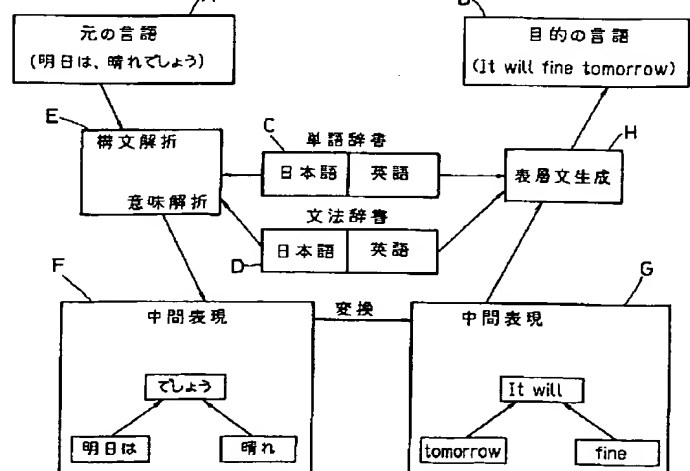 A
元の言語
(明日は、晴れでしょう)
B
目的の言語
(It will fine tomorrow)
E
構文解折
意味解折
C
単語辞書
日本語 英語
文法辞書
日本語 英語
D
H
表層文生成
F
中間表現
でしょう
明日は 晴れ
変換
G
中間表現
It will
tomorrow fine